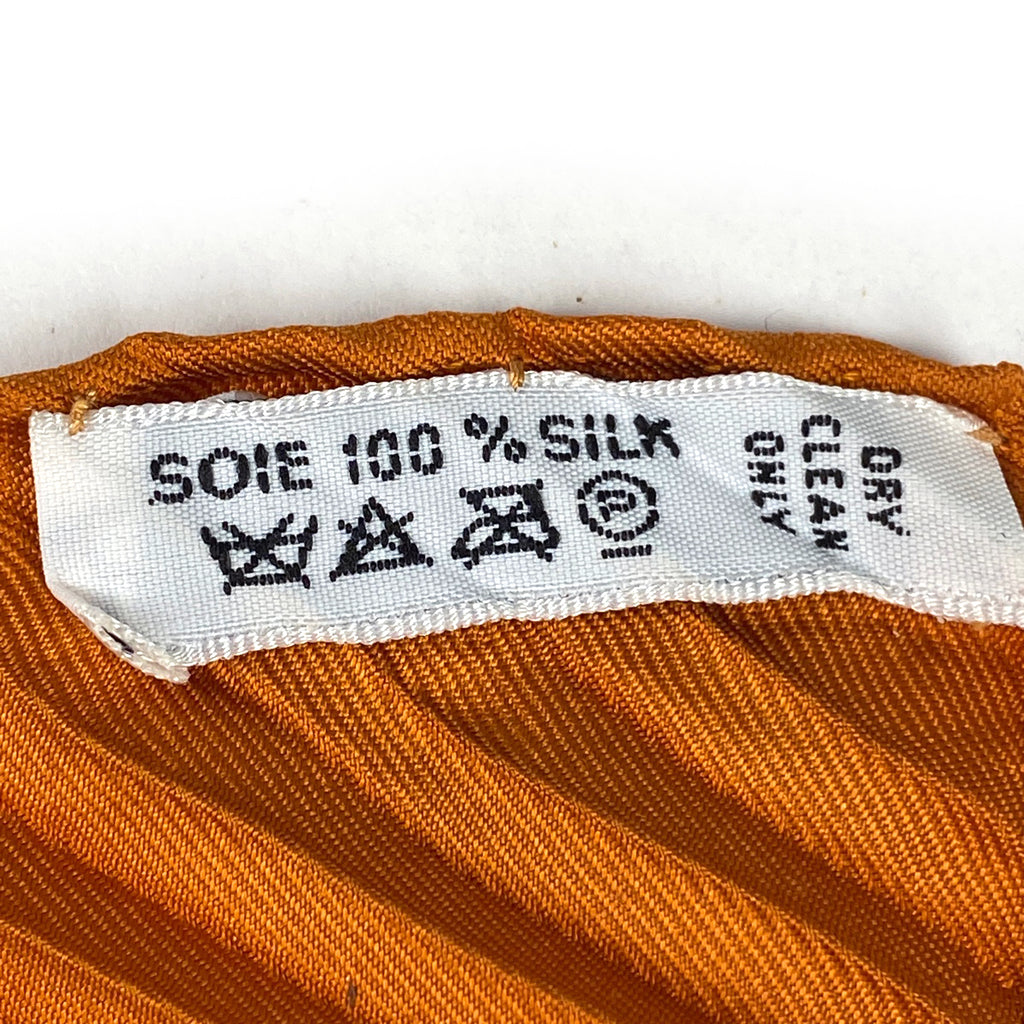 SOIE 100 % SILK
P
DRY
CLEAN
ONLY